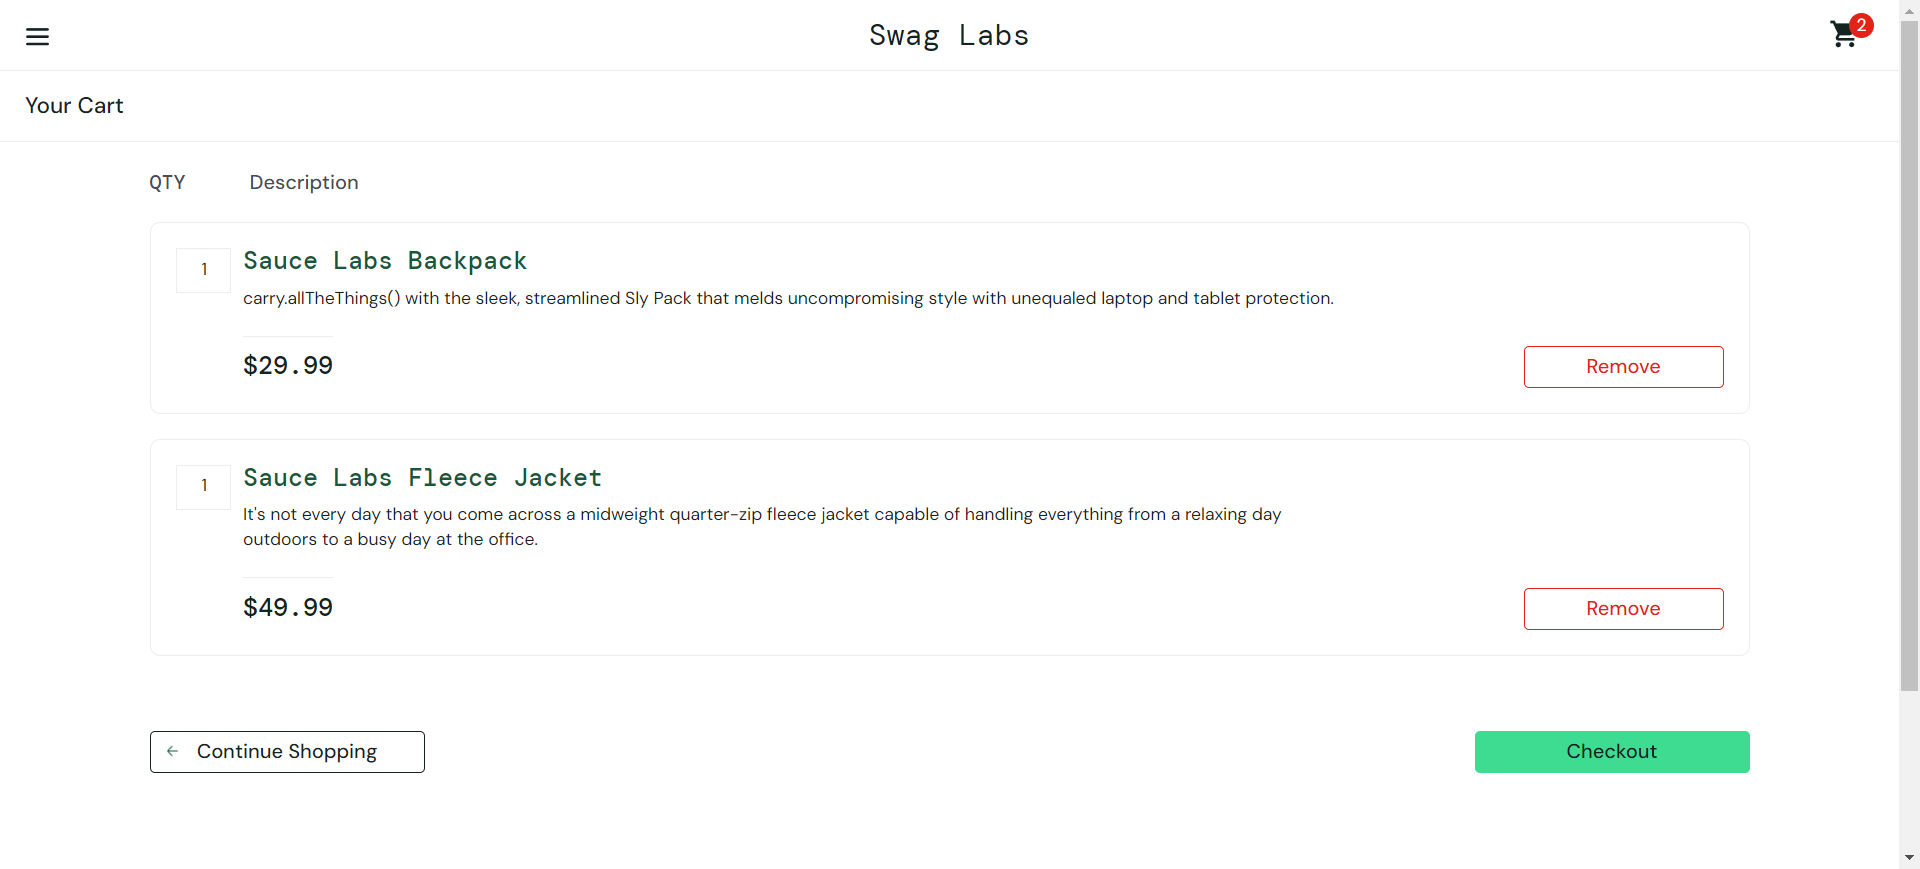 Swag Labs
2
Your Cart
QTY Description
1
Sauce Labs Backpack
carry.allTheThings() with the sleek, streamlined Sly Pack that melds uncompromising style with unequaled laptop and tablet protection.
$29.99
Remove
1
Sauce Labs Fleece Jacket
It's not every day that you come across a midweight quarter-zip fleece jacket capable of handling everything from a relaxing day
outdoors to a busy day at the office.
$49.99
Remove
Continue Shopping
Checkout